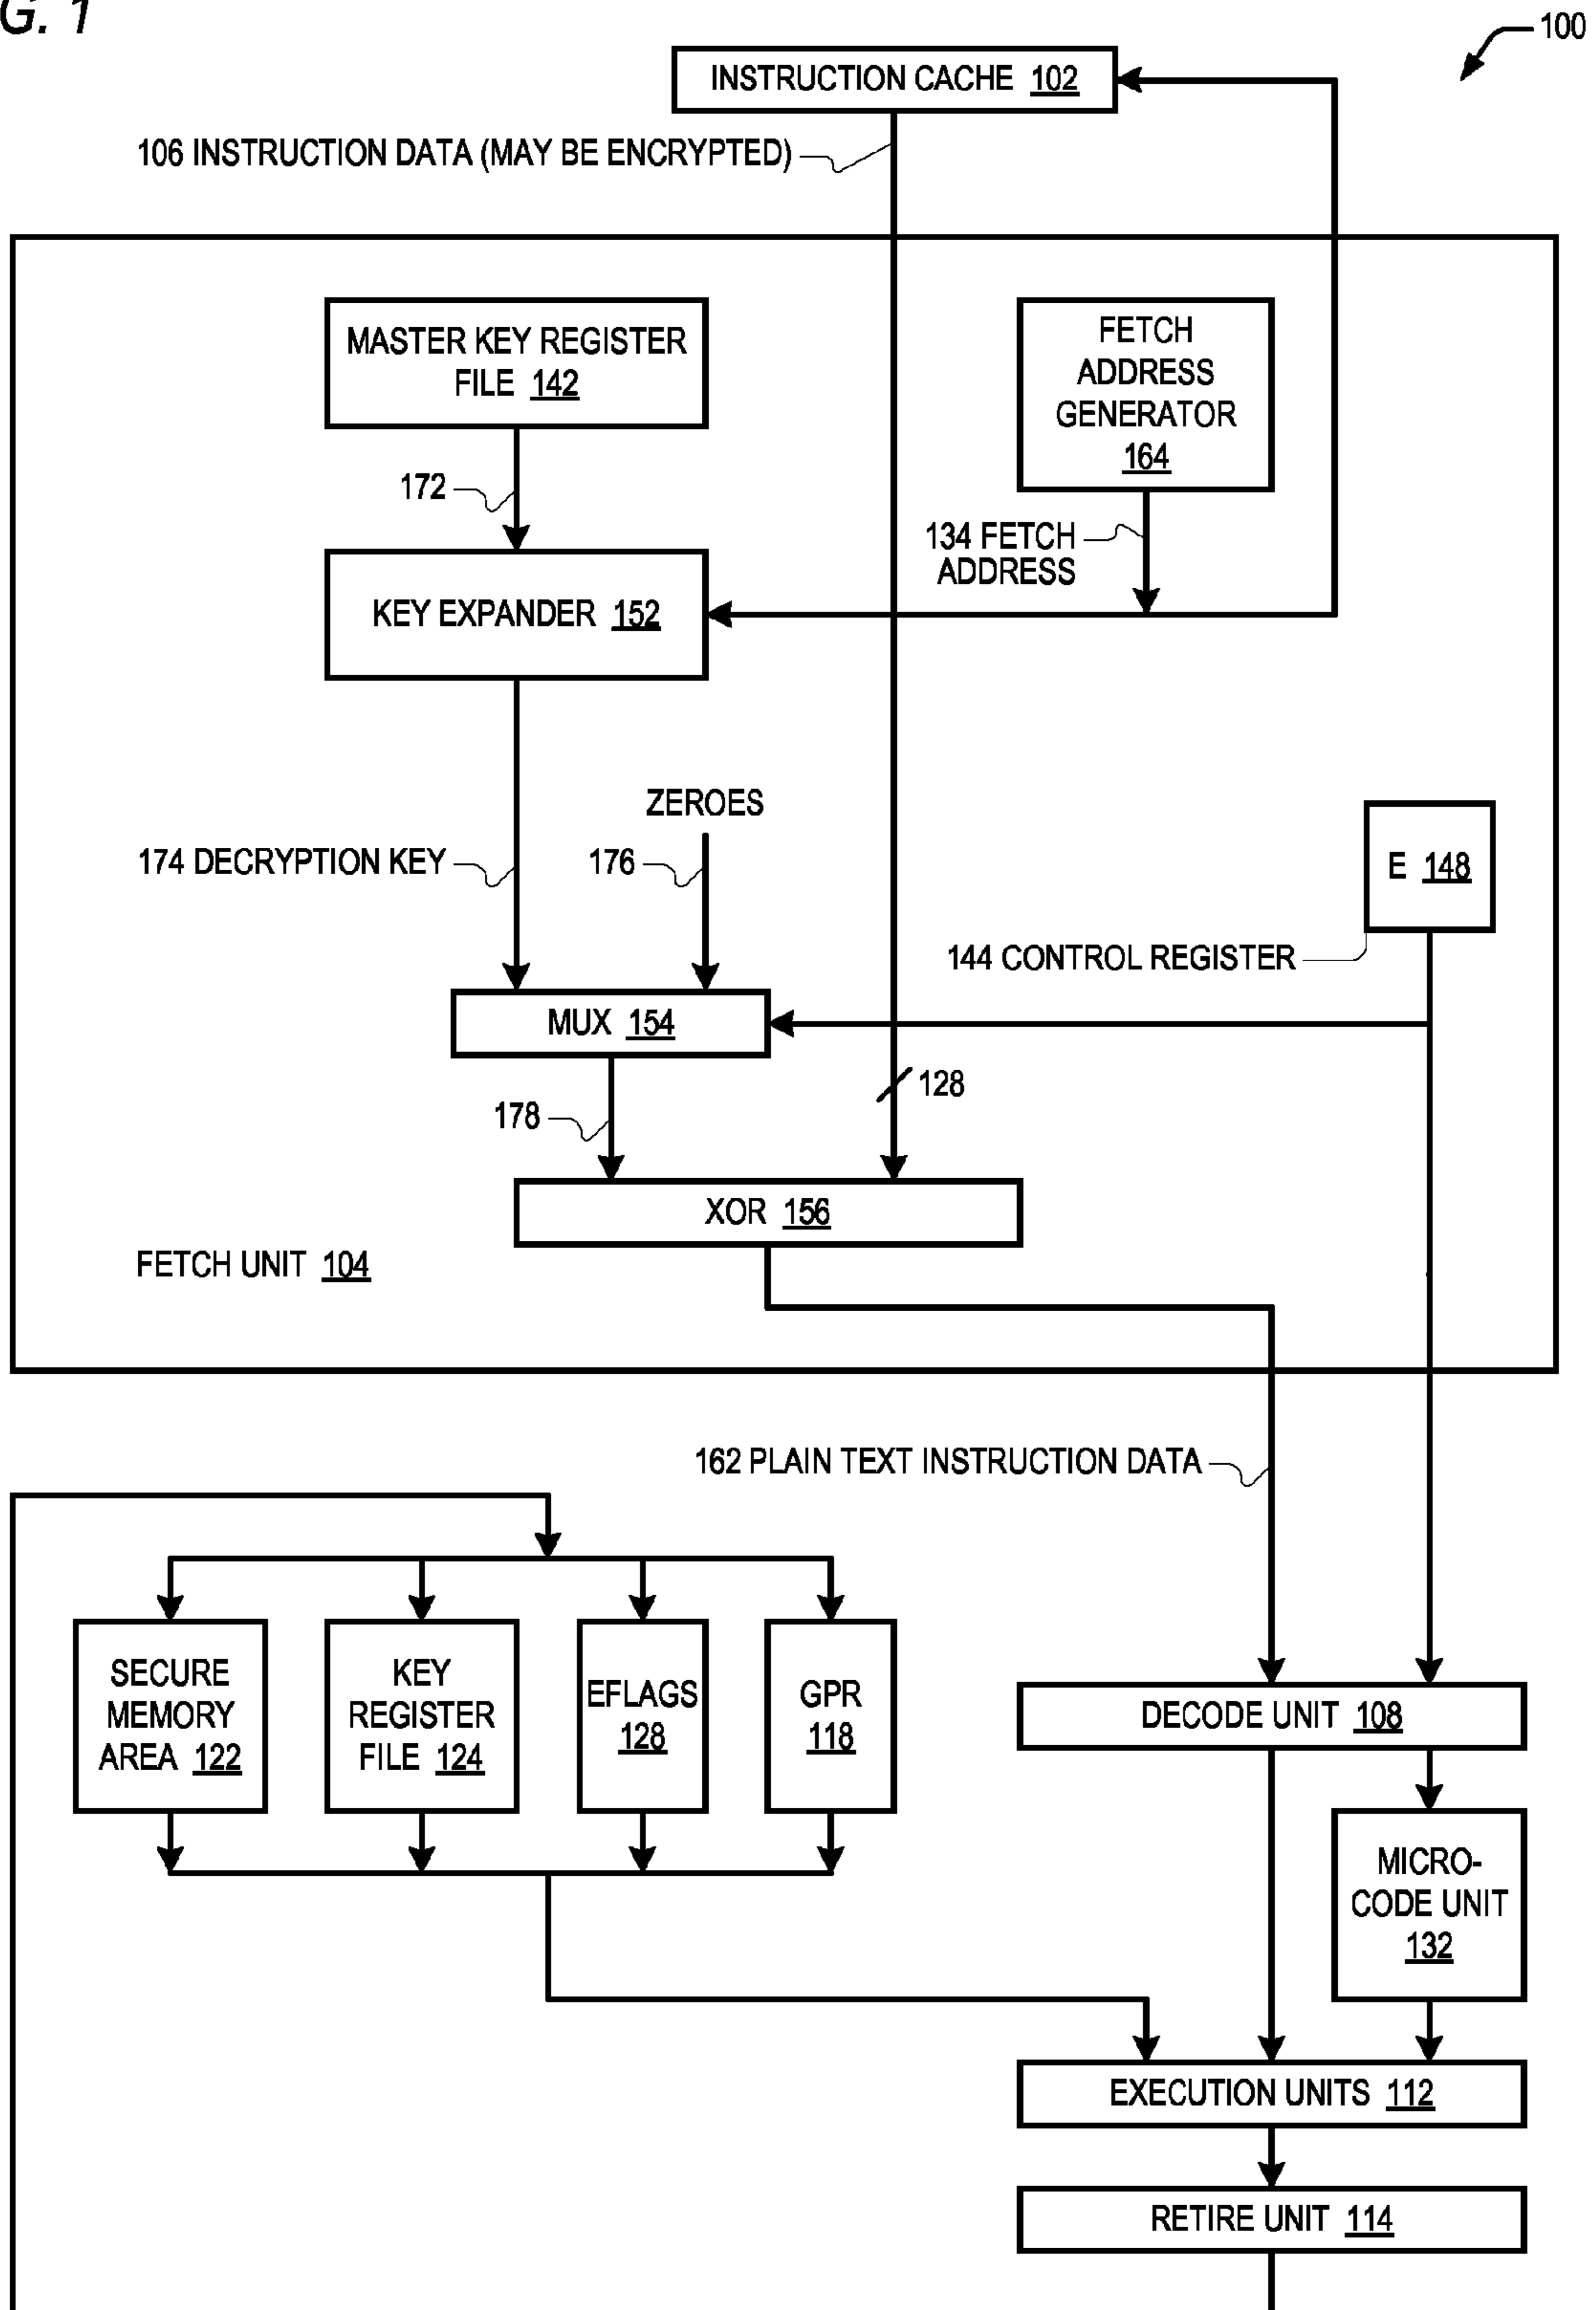 G. 1
100
INSTRUCTION CACHE 102
106 INSTRUCTION DATA (MAY BE ENCRYPTED)
MASTER KEY REGISTER
FILE 142
FETCH
ADDRESS
GENERATOR
164
172
134 FETCH
ADDRESS
KEY EXPANDER 152
ZEROES
174 DECRYPTION KEY
176
E 148
144 CONTROL REGISTER
MUX 154
128
178
XOR 156
FETCH UNIT 104
162 PLAIN TEXT INSTRUCTION DATA
SECURE
MEMORY
AREA 122
KEY
REGISTER
FILE 124
EFLAGS
128
GPR
118
DECODE UNIT 108
MICRO-
CODE UNIT
132
EXECUTION UNITS 112
RETIRE UNIT 114